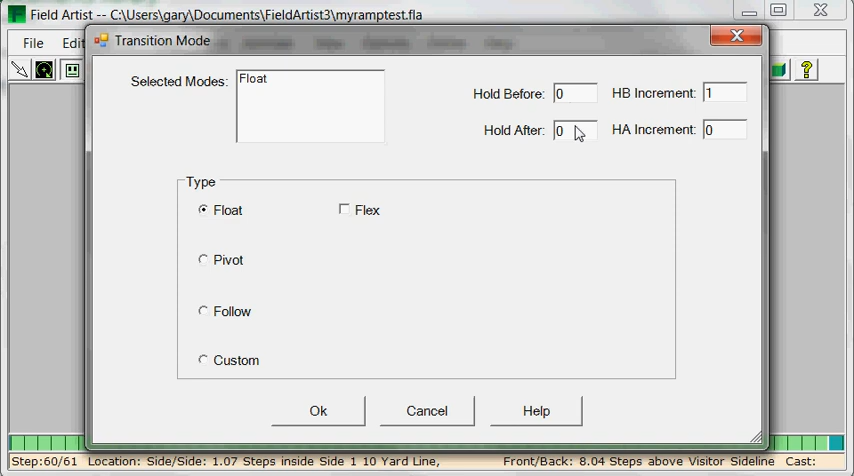 Field Artist -- C:\Users\gary\Documents\FieldArtist3\myramptest.fla
File Edit
Transition Mode
Selected Modes: Float
Hold Before: 0 HB Increment: 1
Hold After: 0 HA Increment: 0
Type
Float Flex
Pivot
Follow
Custom
Ok Cancel Help
Step:60/61 Location: Side/Side: 1.07 Steps inside Side 1 10 Yard Line, Front/Back: 8.04 Steps above Visitor Sideline Cast: